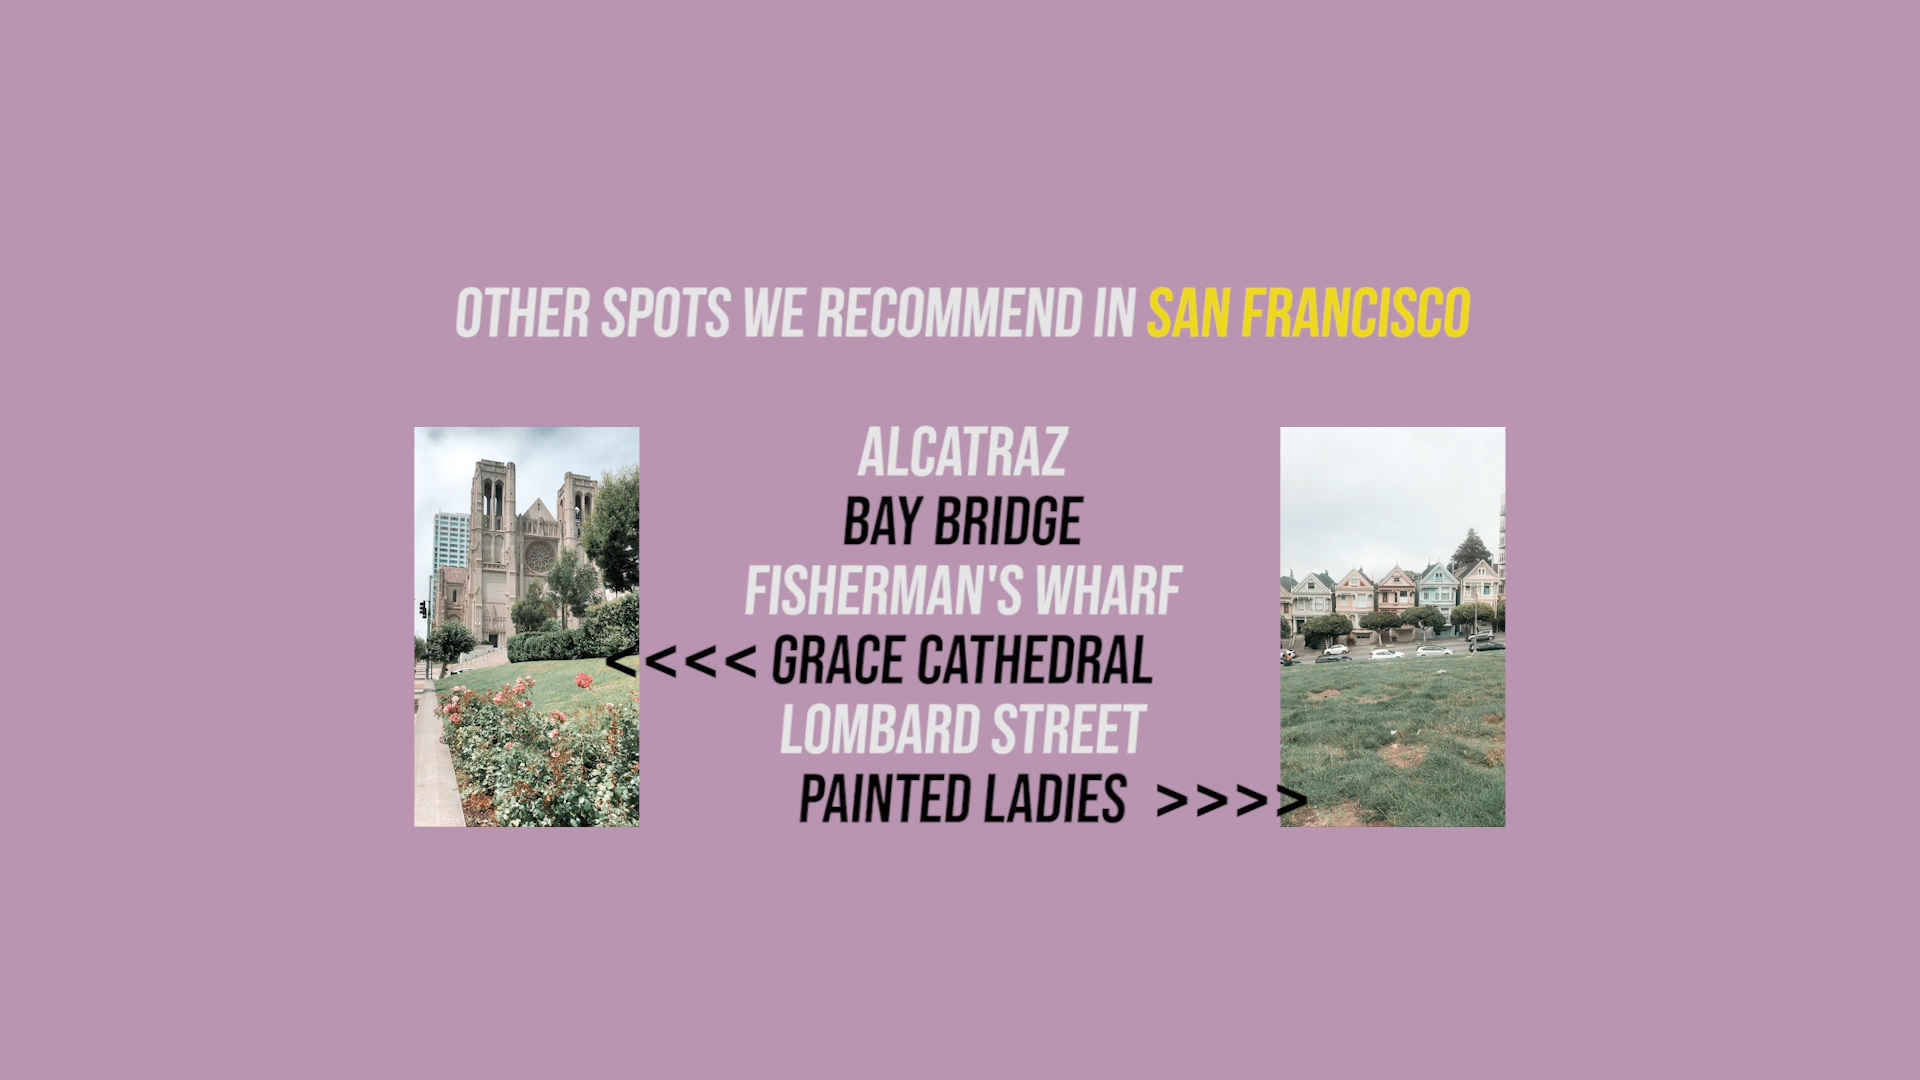 OTHER SPOTS WE RECOMMEND IN SAN FRANCISCO
ALCATRAZ
BAY BRIDGE
FISHERMAN'S WHARF
<<<< GRACE CATHEDRAL
LOMBARD STREET
PAINTED LADIES >>>>